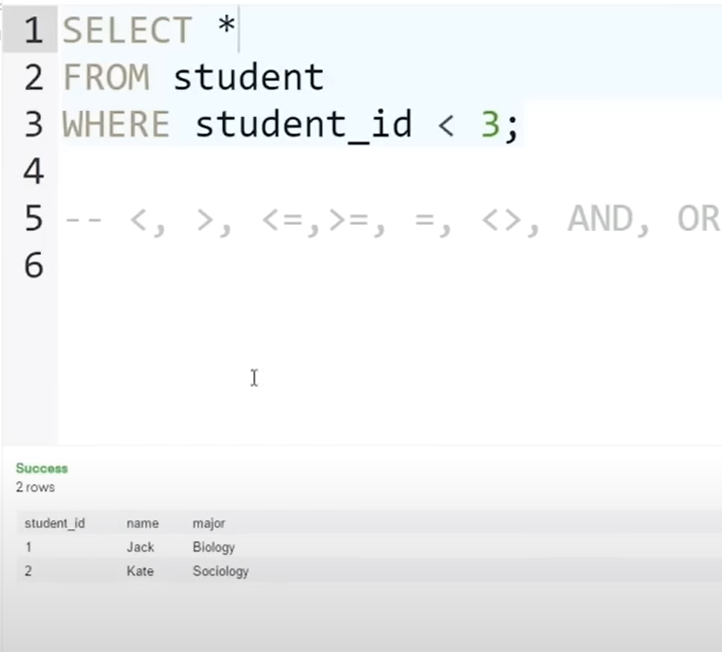 1 SELECT *
2 FROM student
3 WHERE student_id < 3;
4
5 -- <, >, <=,>=, =, <>, AND, OR
6
Success
2 rows
student_id name major
1 Jack Biology
2 Kate Sociology